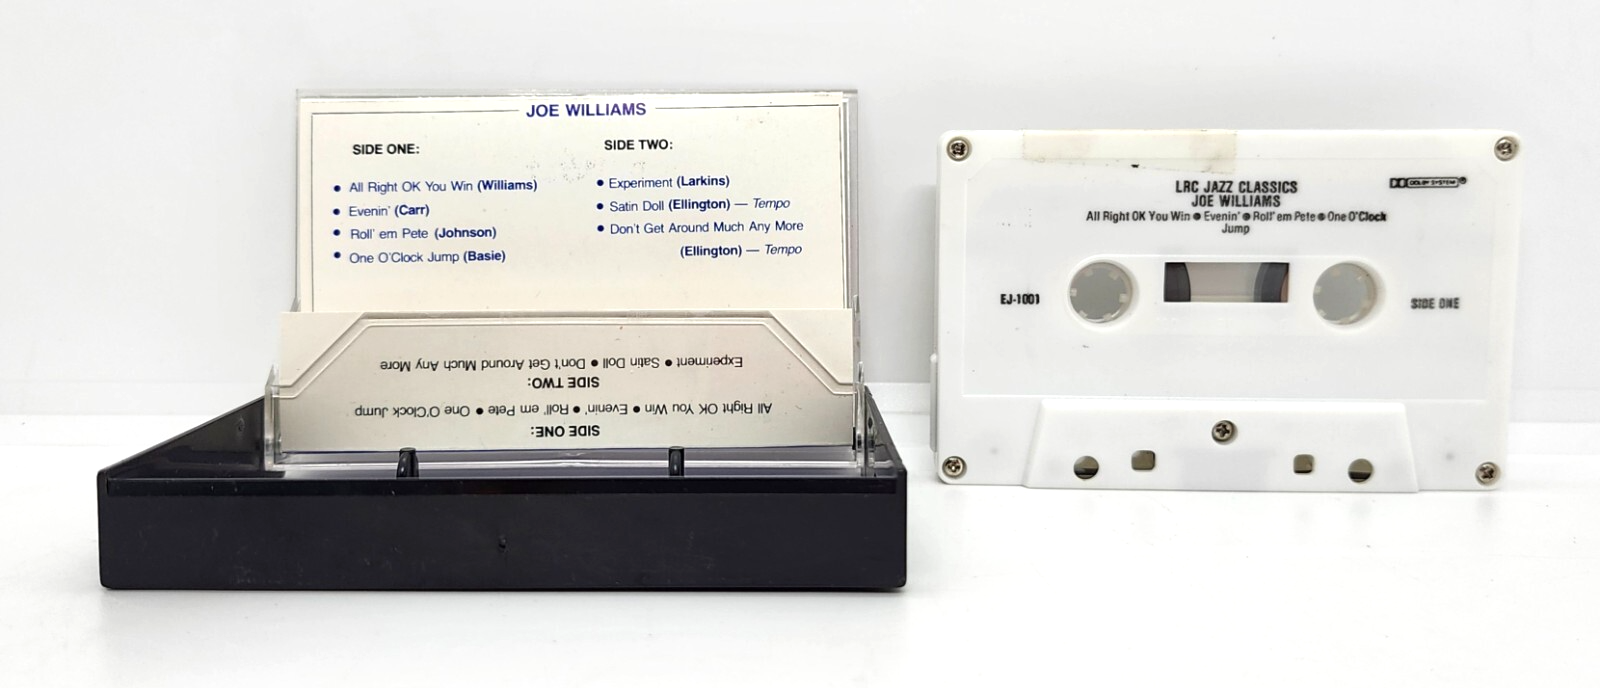 JOE WILLIAMS
SIDE ONE:
• All Right OK You Win (Williams)
• Evenin' (Carr)
• Roll' em Pete (Johnson)
• One O'Clock Jump (Basie)
SIDE TWO:
• Experiment (Larkins)
• Satin Doll (Ellington) — Tempo
• Don't Get Around Much Any More
(Ellington) — Tempo
SIDE ONE:
All Right OK You Win • Evenin' • Roll' em Pete • One O'Clock Jump
SIDE TWO:
Experiment • Satin Doll • Don't Get Around Much Any More
LRC JAZZ CLASSICS
JOE WILLIAMS
All Right OK You Win • Evenin' • Roll' em Pete • One O'Clock
Jump
DOLBY SYSTEM®
EJ-1001
SIDE ONE